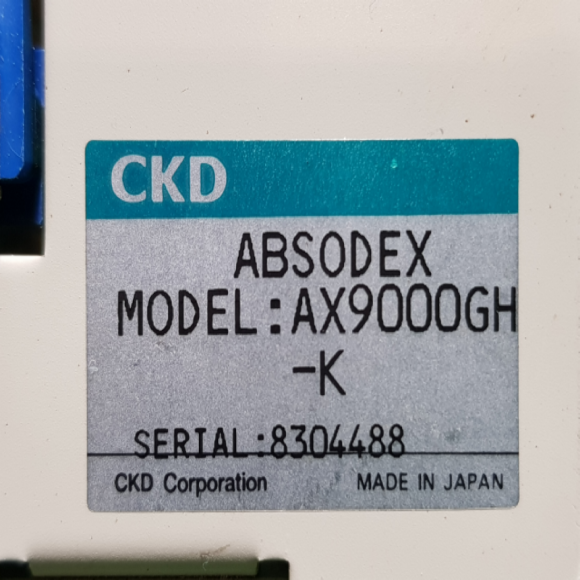 CKD
ABSODEX
MODEL:AX9000GH
-K
SERIAL:8304488
CKD Corporation MADE IN JAPAN